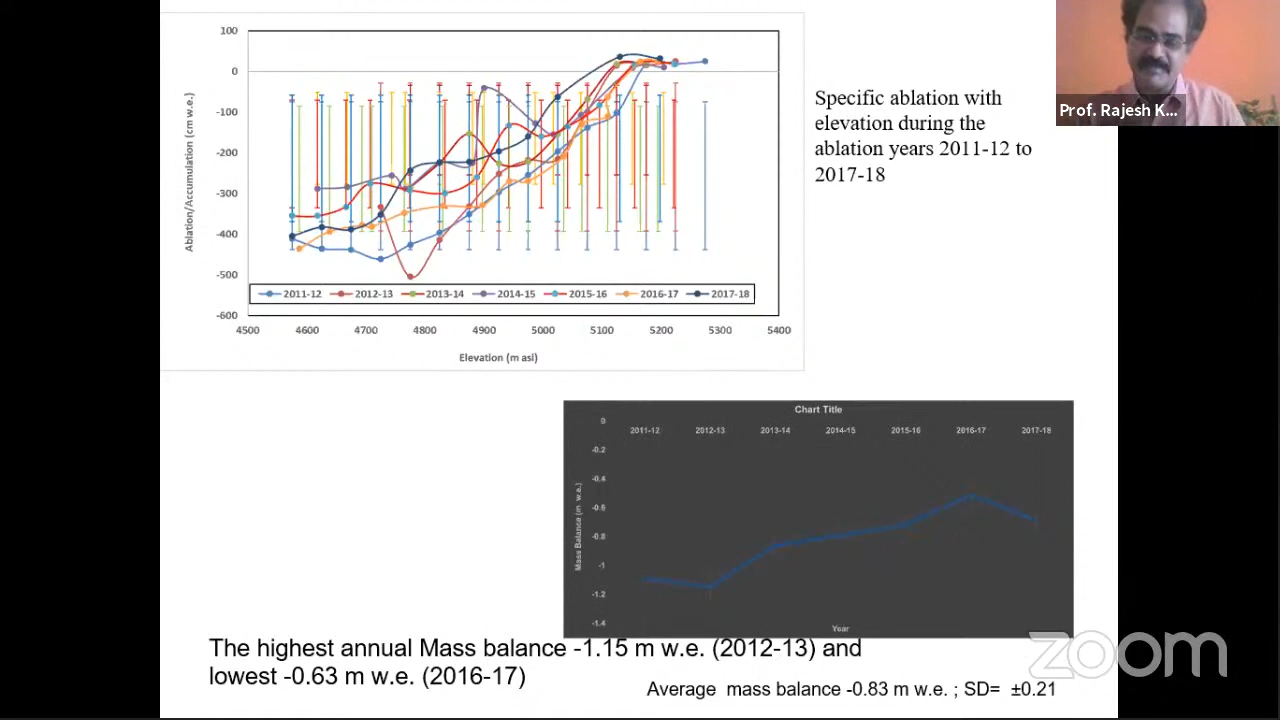 100
0
-100
-200
-300
-400
-500
-600
Ablation/Accumulation (cm w.e.)
2011-12 2012-13 2013-14 2014-15 2015-16 2016-17 2017-18
4500 4600 4700 4800 4900 5000 5100 5200 5300 5400
Elevation (m asl)
Specific ablation with
elevation during the
ablation years 2011-12 to
2017-18
Prof. Rajesh K...
Chart Title
0
2011-12 2012-13 2013-14 2014-15 2015-16 2016-17 2017-18
-0.2
-0.4
-0.6
-0.8
-1
-1.2
-1.4
Mass Balance (m w.e.)
Year
The highest annual Mass balance -1.15 m w.e. (2012-13) and
lowest -0.63 m w.e. (2016-17)
Average mass balance -0.83 m w.e. ; SD= ±0.21
zoom